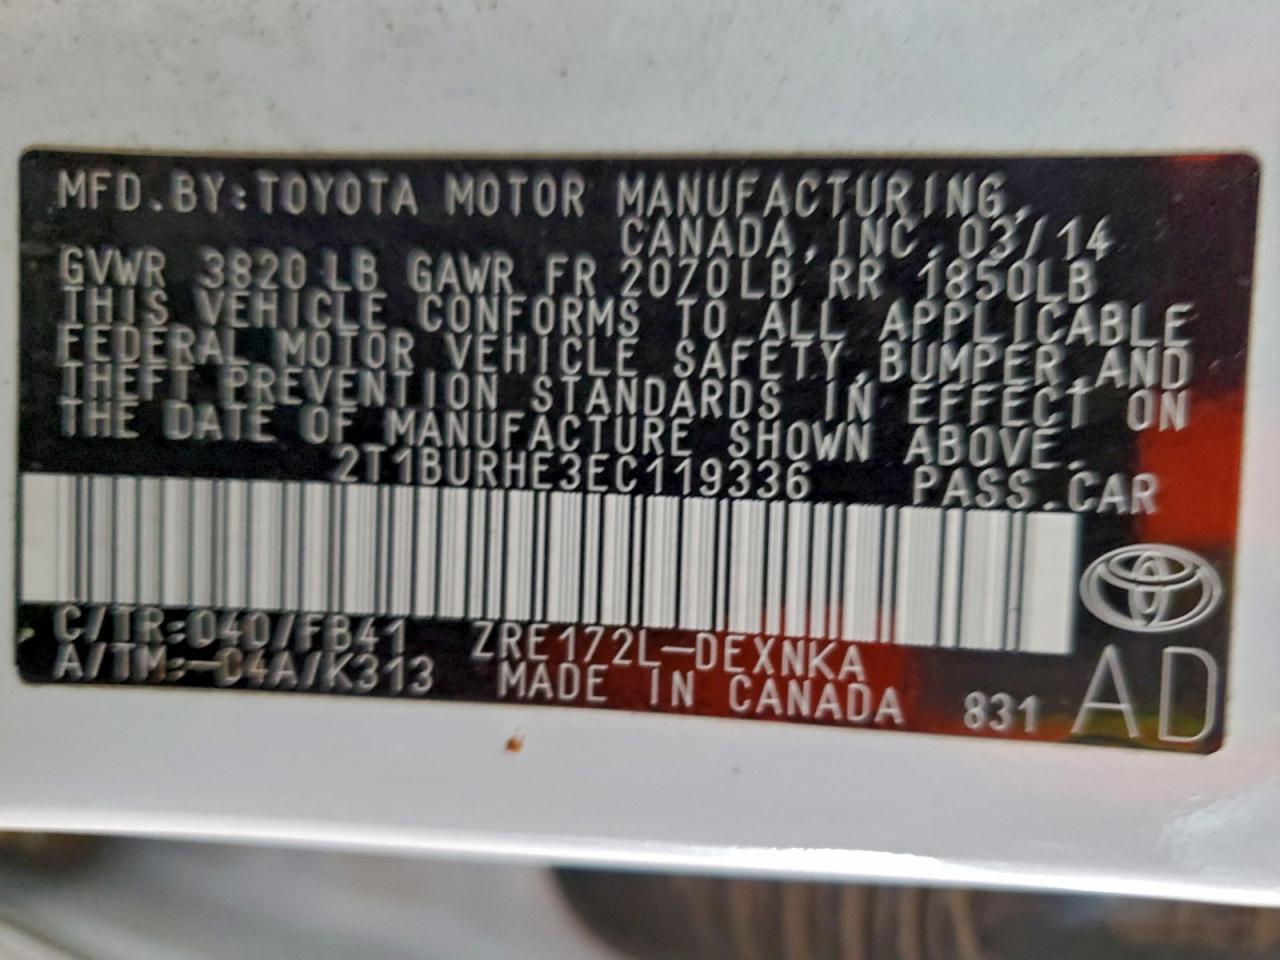 MFD.BY:TOYOTA MOTOR MANUFACTURING,
CANADA,INC.03/14
GVWR 3820 LB GAWR FR 2070LB RR 1850LB
THIS VEHICLE CONFORMS TO ALL APPLICABLE
FEDERAL MOTOR VEHICLE SAFETY,BUMPER,AND
THEFT PREVENTION STANDARDS IN EFFECT ON
THE DATE OF MANUFACTURE SHOWN ABOVE.
2T1BURHE3EC119336 PASS.CAR
C/TR:040/FB41 ZRE172L-DEXNKA
A/TM:-04A/K313 MADE IN CANADA 831 AD